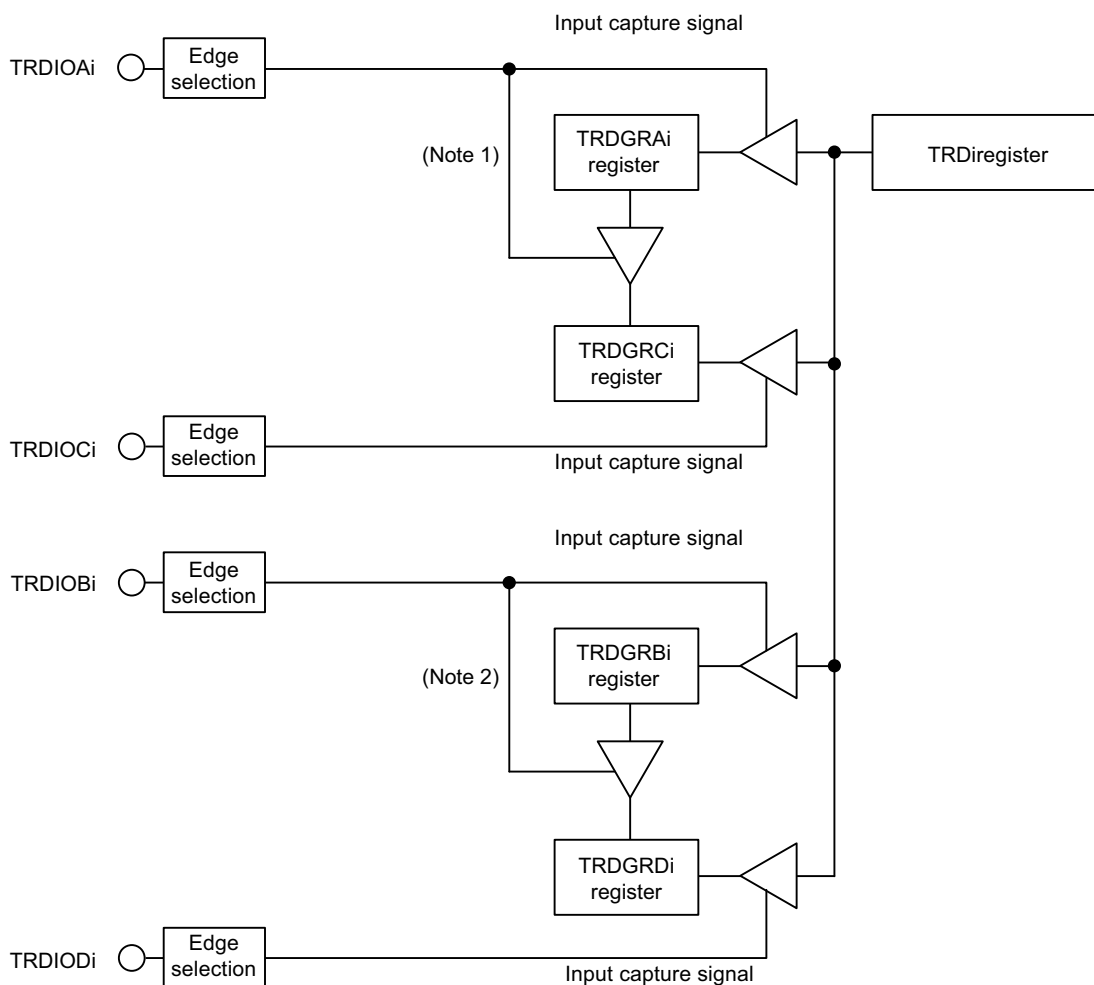 Input capture signal
TRDIOAi
Edge
selection
(Note 1)
TRDGRAi
register
TRDiregister
TRDGRCi
register
TRDIOCi
Edge
selection
Input capture signal
Input capture signal
TRDIOBi
Edge
selection
(Note 2)
TRDGRBi
register
TRDGRDi
register
TRDIODi
Edge
selection
Input capture signal